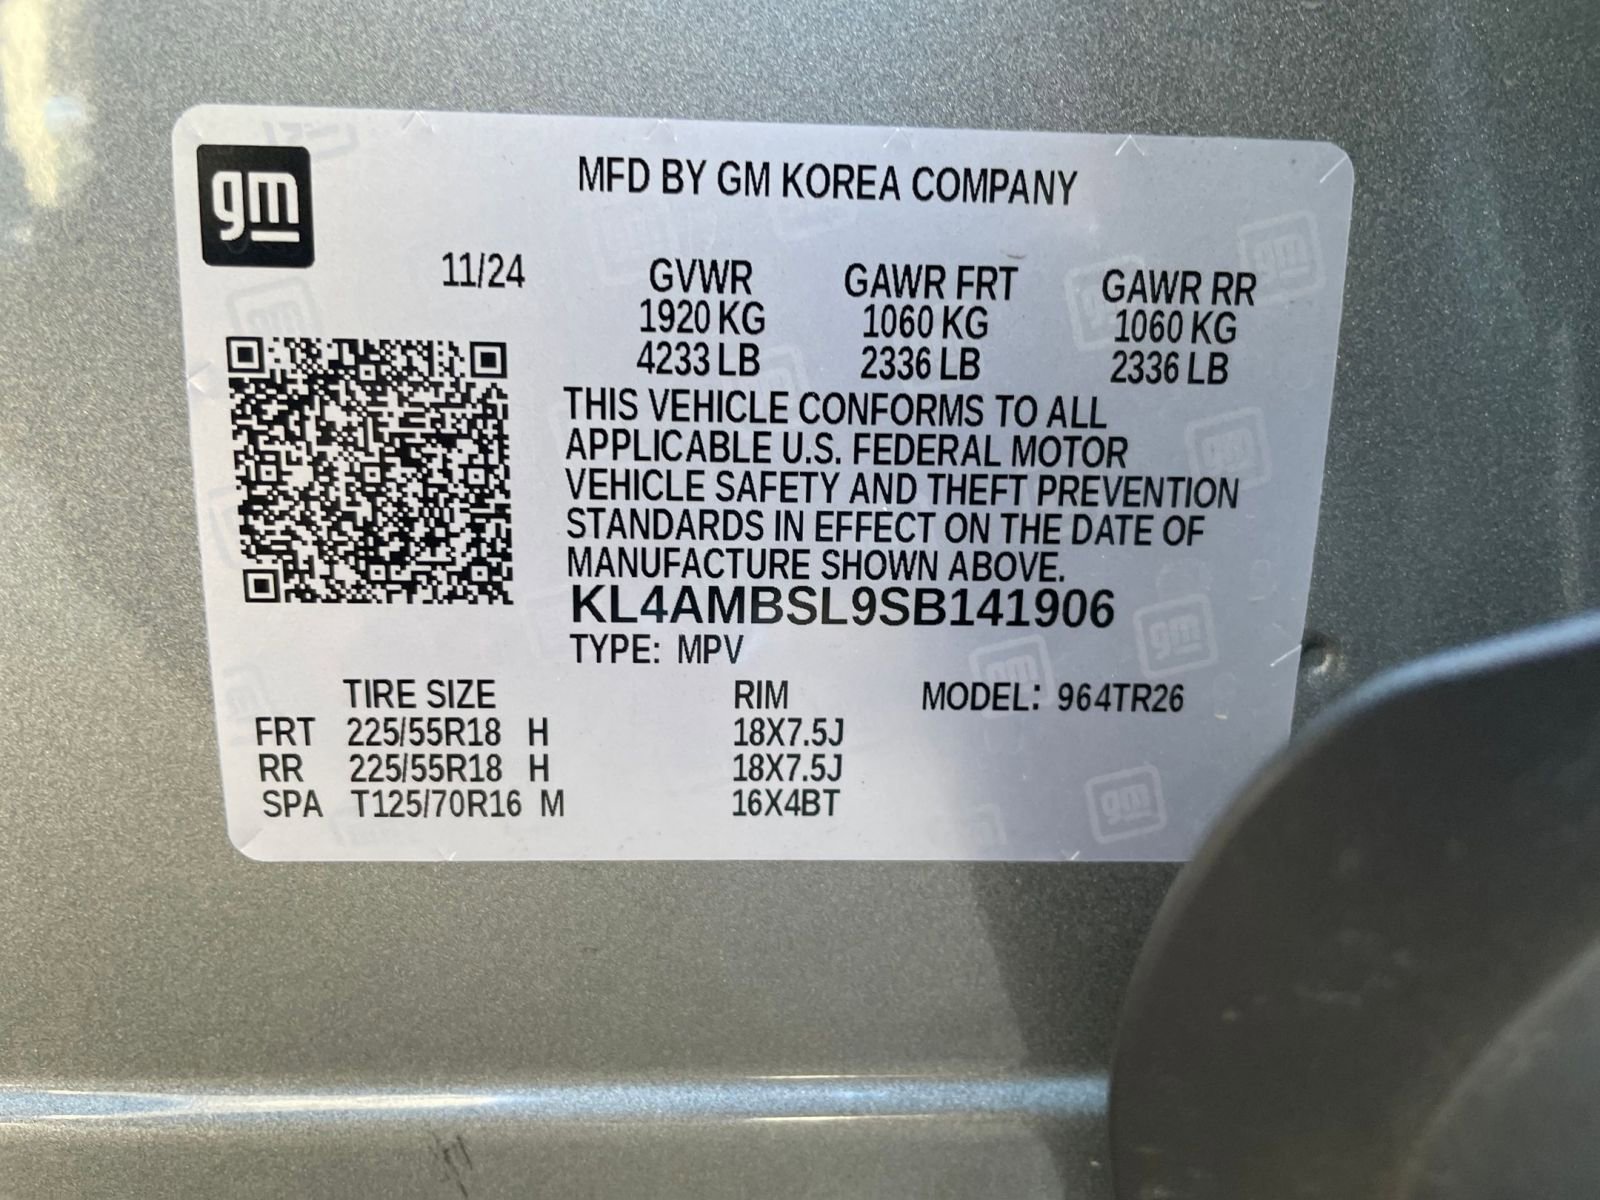 gm
MFD BY GM KOREA COMPANY
11/24 GVWR GAWR FRT GAWR RR
1920 KG 1060 KG 1060 KG
4233 LB 2336 LB 2336 LB
THIS VEHICLE CONFORMS TO ALL
APPLICABLE U.S. FEDERAL MOTOR
VEHICLE SAFETY AND THEFT PREVENTION
STANDARDS IN EFFECT ON THE DATE OF
MANUFACTURE SHOWN ABOVE.
KL4AMBSL9SB141906
TYPE: MPV
TIRE SIZE RIM MODEL: 964TR26
FRT 225/55R18 H 18X7.5J
RR 225/55R18 H 18X7.5J
SPA T125/70R16 M 16X4BT